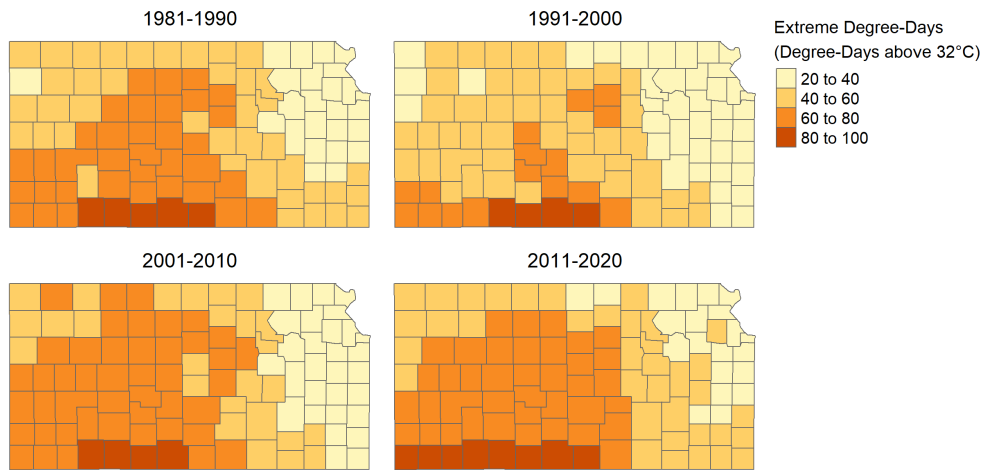 1981-1990
1991-2000
Extreme Degree-Days
(Degree-Days above 32°C)
20 to 40
40 to 60
60 to 80
80 to 100
2001-2010
2011-2020